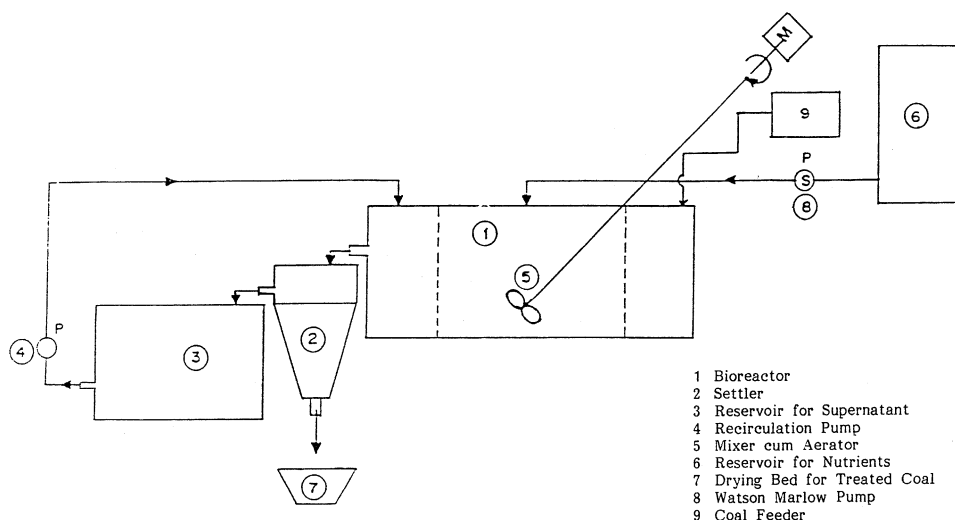 M
9
6
P
S
8
1
5
2
P
4
3
7
1 Bioreactor
2 Settler
3 Reservoir for Supernatant
4 Recirculation Pump
5 Mixer cum Aerator
6 Reservoir for Nutrients
7 Drying Bed for Treated Coal
8 Watson Marlow Pump
9 Coal Feeder